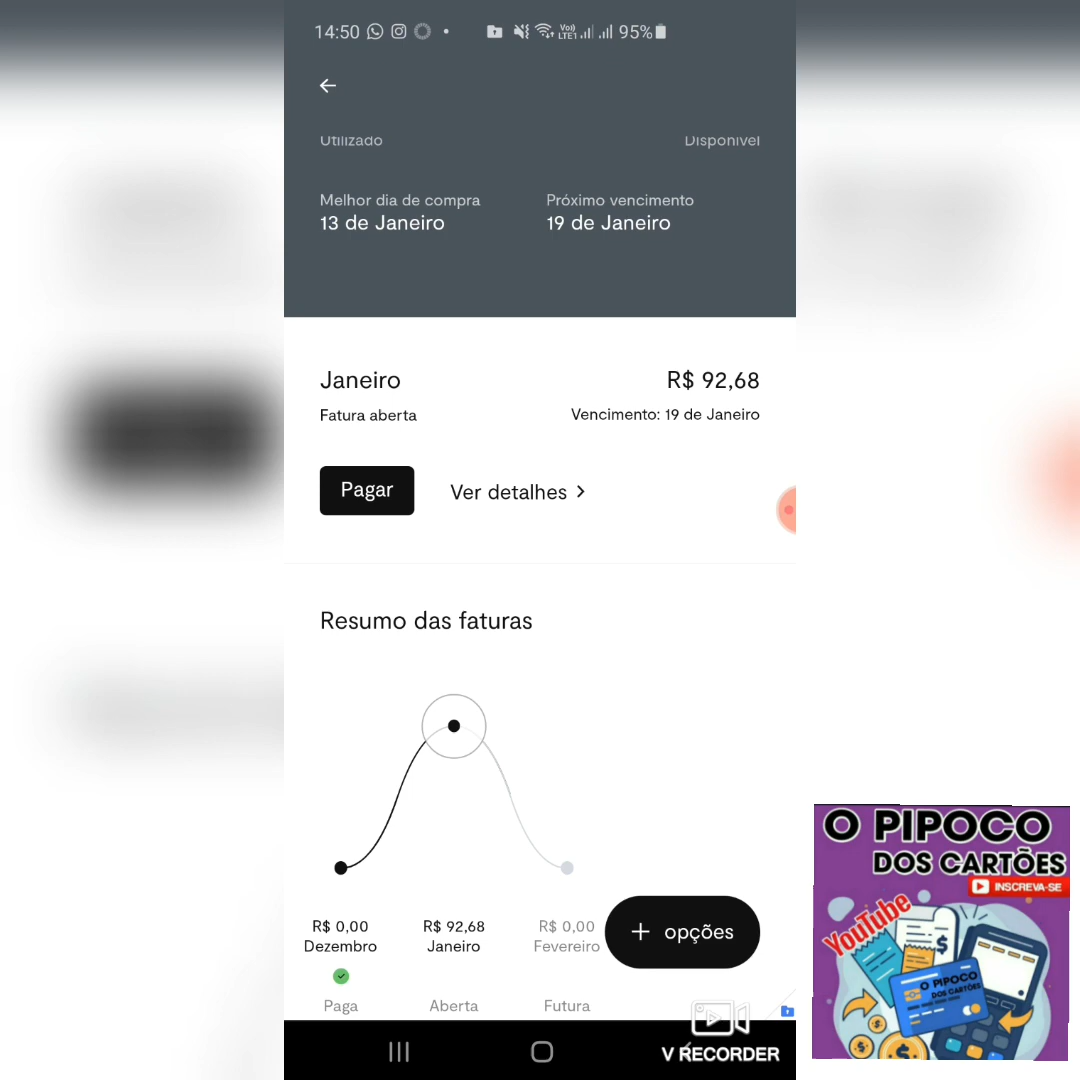 14:50
Vo))
LTE1
95%
Utilizado
Disponível
Melhor dia de compra
Próximo vencimento
13 de Janeiro
19 de Janeiro
Janeiro
R$ 92,68
Fatura aberta
Vencimento: 19 de Janeiro
Pagar
Ver detalhes
Resumo das faturas
R$ 0,00
Dezembro
Paga
R$ 92,68
Janeiro
Aberta
R$ 0,00
Fevereiro
Futura
+ opções
V RECORDER
O PIPOCO
DOS CARTÕES
INSCREVA-SE
YouTube
O PIPOCO
DOS CARTÕES